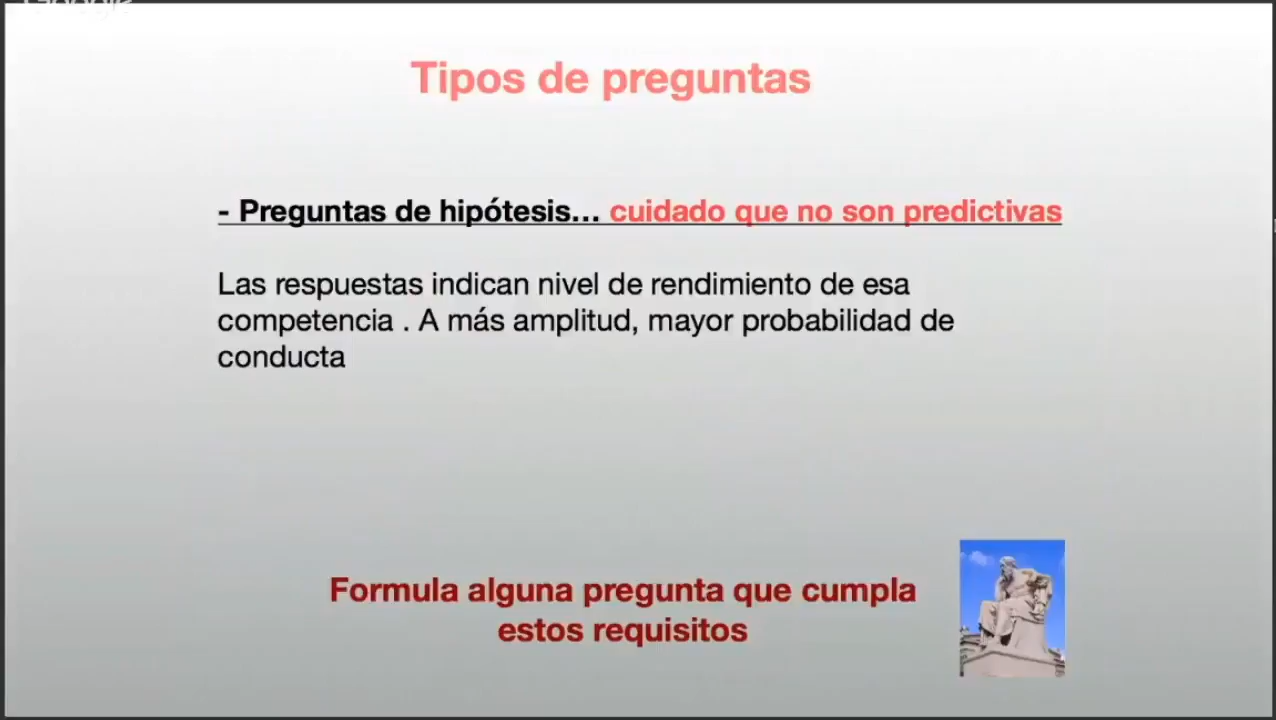 Google
Tipos de preguntas
- Preguntas de hipótesis... cuidado que no son predictivas
Las respuestas indican nivel de rendimiento de esa
competencia . A más amplitud, mayor probabilidad de
conducta
Formula alguna pregunta que cumpla
estos requisitos